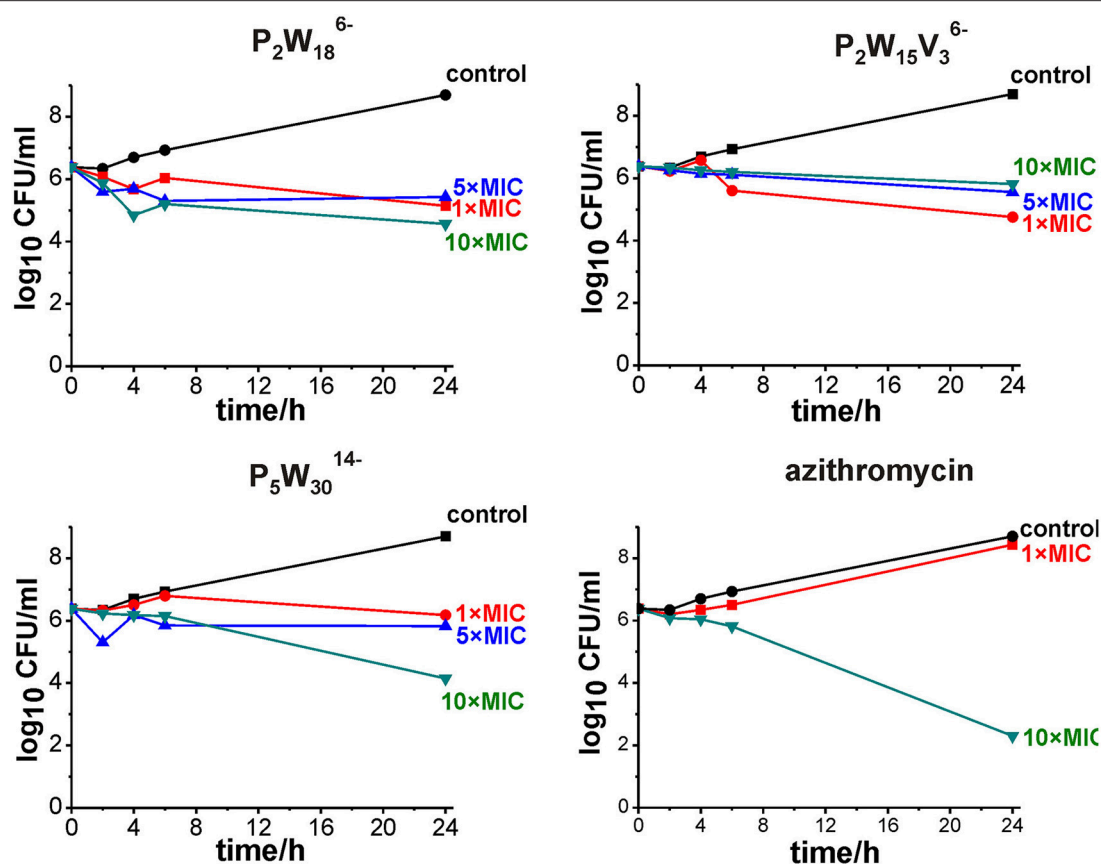 P2W18 6-
control
5×MIC
1×MIC
10×MIC
log10 CFU/ml
8
6
4
2
0
0 4 8 12 16 20 24
time/h
P2W15V3 6-
control
10×MIC
5×MIC
1×MIC
log10 CFU/ml
8
6
4
2
0
0 4 8 12 16 20 24
time/h
P5W30 14-
control
1×MIC
5×MIC
10×MIC
log10 CFU/ml
8
6
4
2
0
0 4 8 12 16 20 24
time/h
azithromycin
control
1×MIC
10×MIC
log10 CFU/ml
8
6
4
2
0
0 4 8 12 16 20 24
time/h